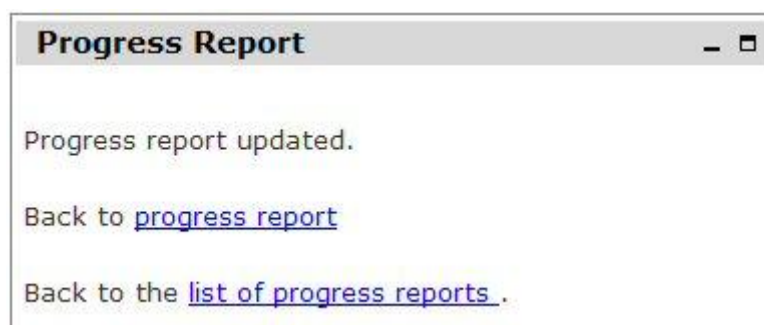 Progress Report
Progress report updated.
Back to progress report
Back to the list of progress reports .